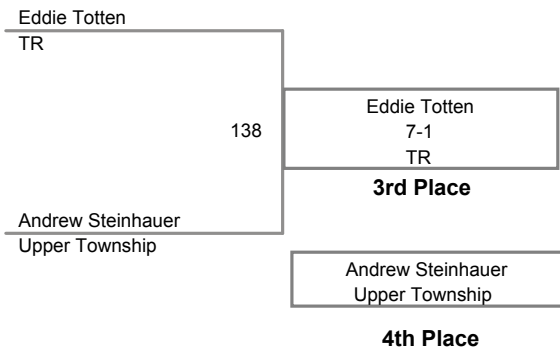 Eddie Totten
TR
138
Eddie Totten
7-1
TR
3rd Place
Andrew Steinhauer
Upper Township
Andrew Steinhauer
Upper Township
4th Place